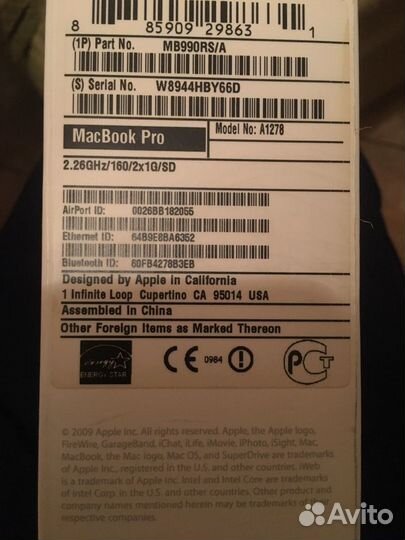 8 85909 29863 1
(1P) Part No. MB990RS/A
(S) Serial No. W8944HBY66D
MacBook Pro Model No: A1278
2.26GHz/160/2x1G/SD
AirPort ID: 0026BB182055
Ethernet ID: 64B9E8BA6352
Bluetooth ID: 60FB4278B3EB
Designed by Apple in California
1 Infinite Loop Cupertino CA 95014 USA
Assembled in China
Other Foreign Items as Marked Thereon
ENERGY STAR
CE 0984
РСТ
© 2009 Apple Inc. All rights reserved. Apple, the Apple logo,
FireWire, GarageBand, iChat, iLife, iMovie, iPhoto, iSight, Mac,
MacBook, the Mac logo, Mac OS, and SuperDrive are trademarks
of Apple Inc., registered in the U.S. and other countries. iWeb
is a trademark of Apple Inc. Intel and Intel Core are trademarks
of Intel Corp. in the U.S. and other countries. Other product and
company names mentioned herein may be trademarks of their
respective companies.
Avito